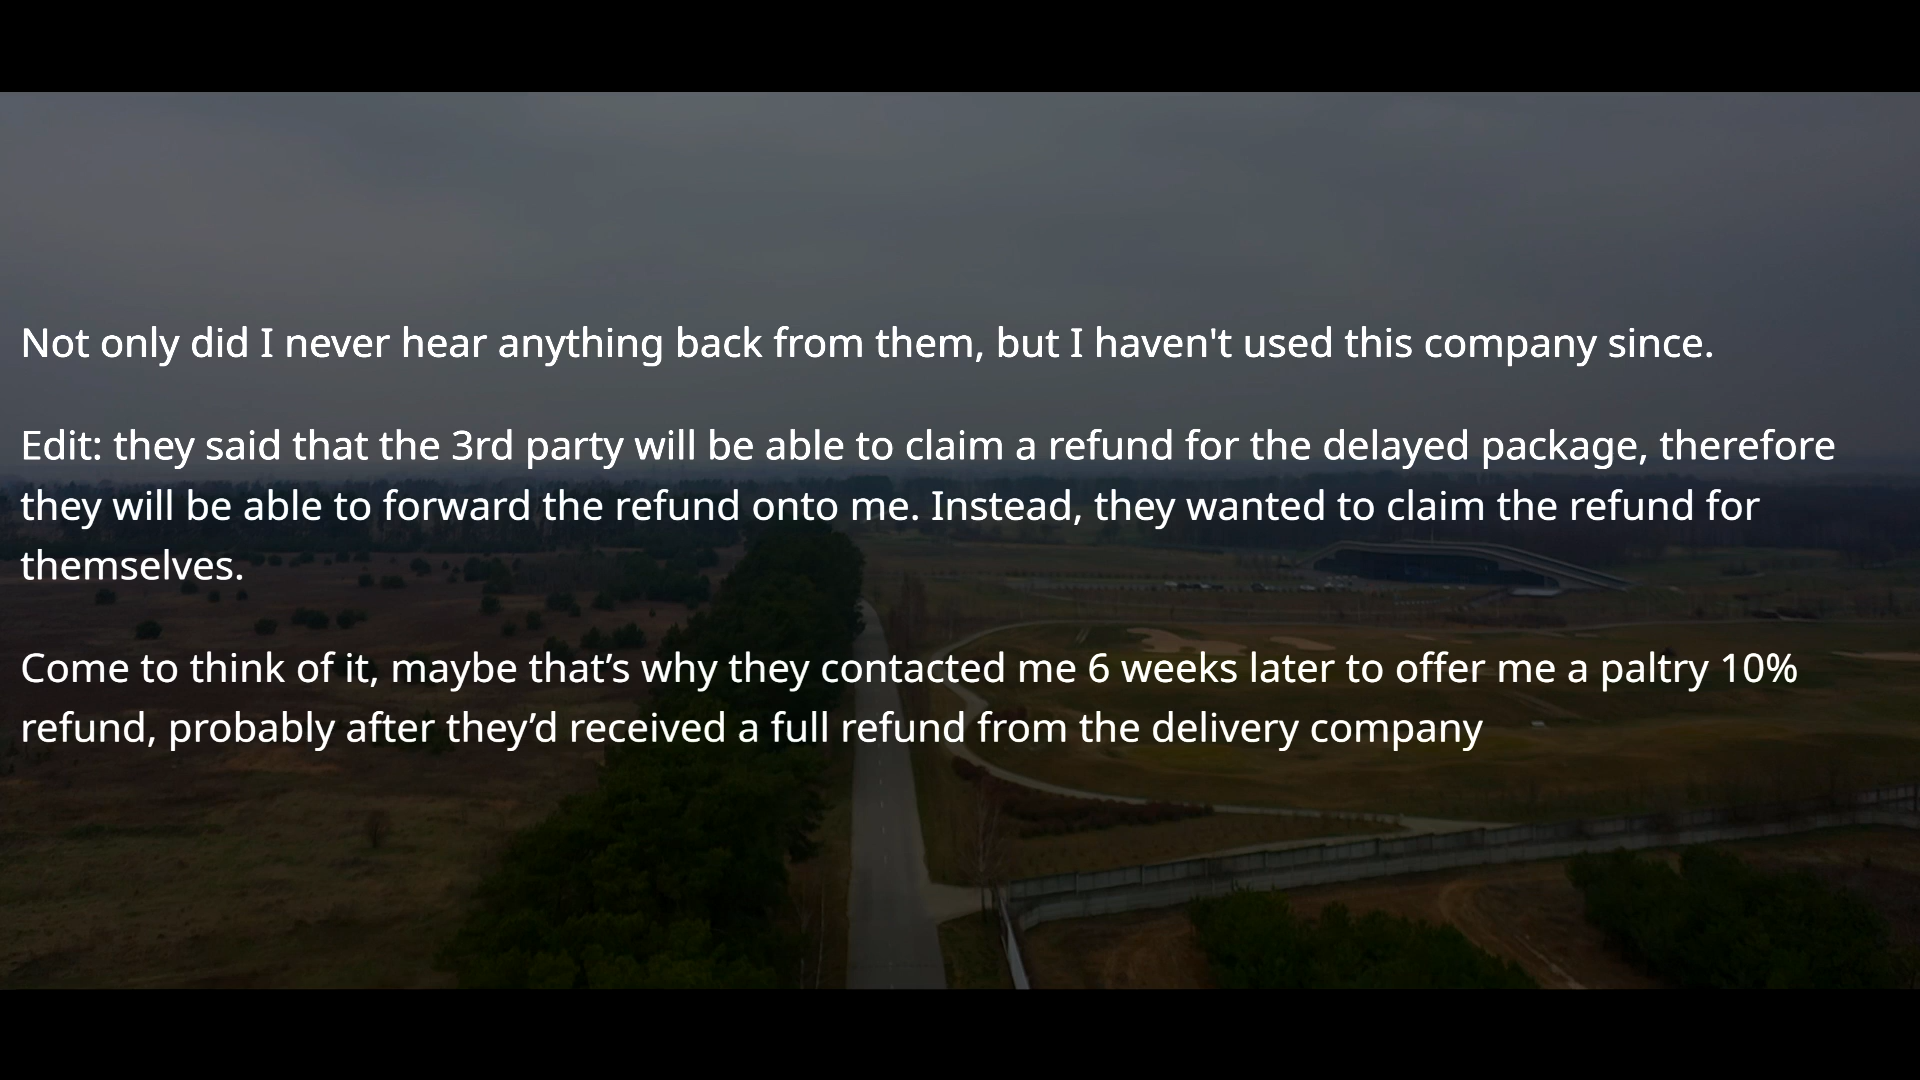 Not only did I never hear anything back from them, but I haven't used this company since.
Edit: they said that the 3rd party will be able to claim a refund for the delayed package, therefore
they will be able to forward the refund onto me. Instead, they wanted to claim the refund for
themselves.
Come to think of it, maybe that’s why they contacted me 6 weeks later to offer me a paltry 10%
refund, probably after they’d received a full refund from the delivery company